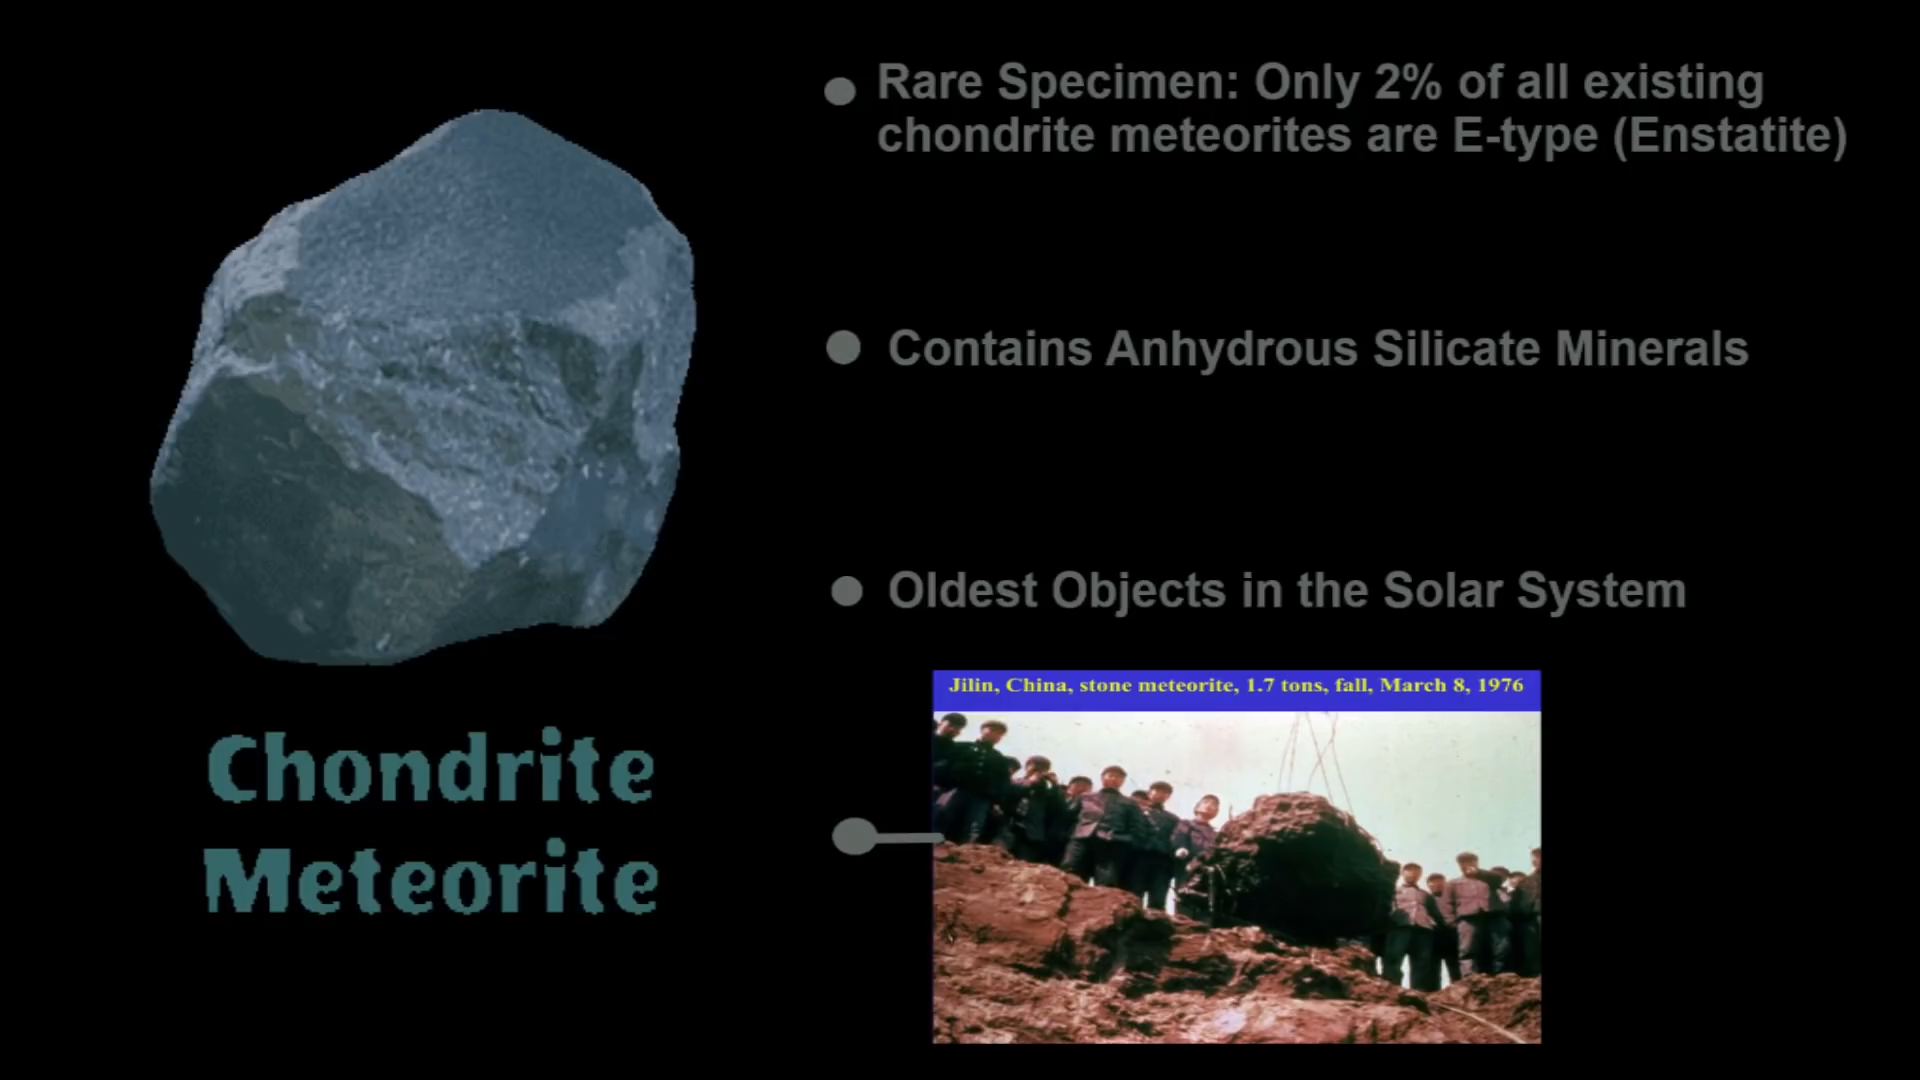 Rare Specimen: Only 2% of all existing
chondrite meteorites are E-type (Enstatite)
Contains Anhydrous Silicate Minerals
Oldest Objects in the Solar System
Jilin, China, stone meteorite, 1.7 tons, fall, March 8, 1976
Chondrite
Meteorite